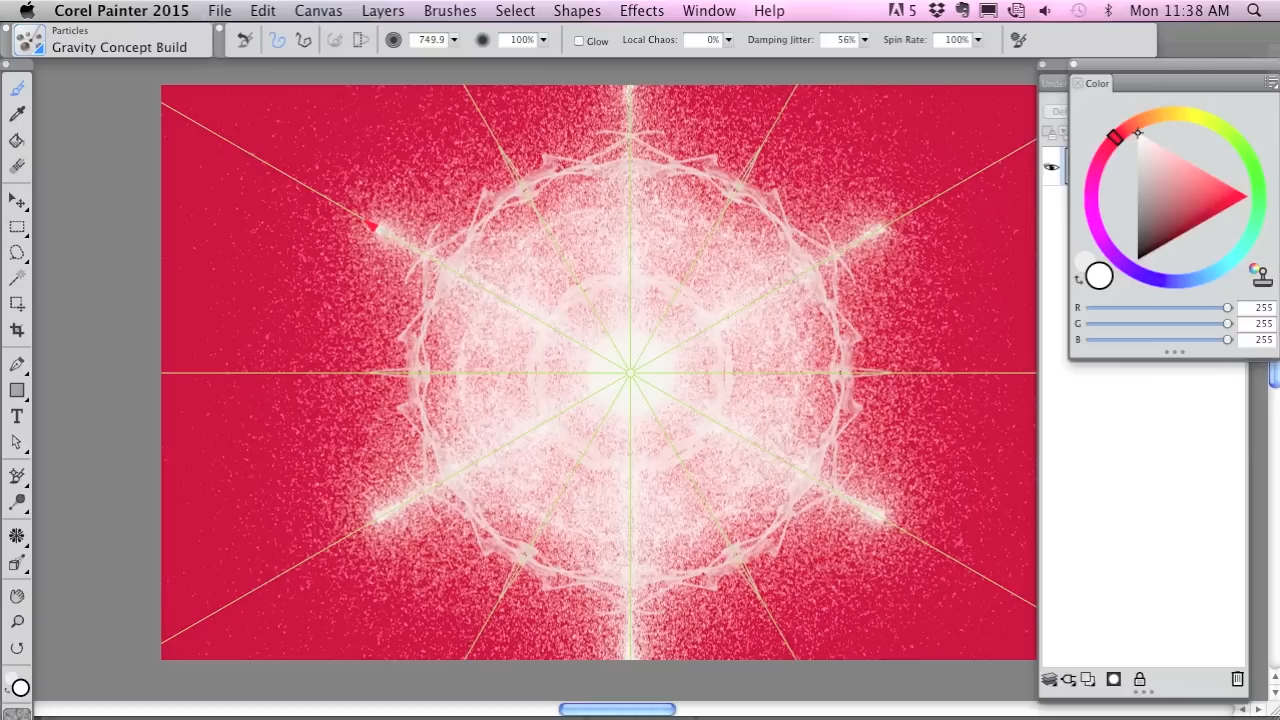 Corel Painter 2015 File Edit Canvas Layers Brushes Select Shapes Effects Window Help 5 Mon 11:38 AM
Particles
Gravity Concept Build
749.9 100% Glow Local Chaos: 0% Damping Jitter: 56% Spin Rate: 100%
Color
R 255
G 255
B 255
T